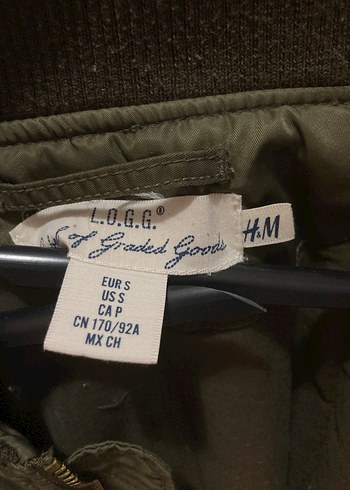 L.O.G.G.®
of Graded Goods
H&M
EUR S
US S
CA P
CN 170/92A
MX CH